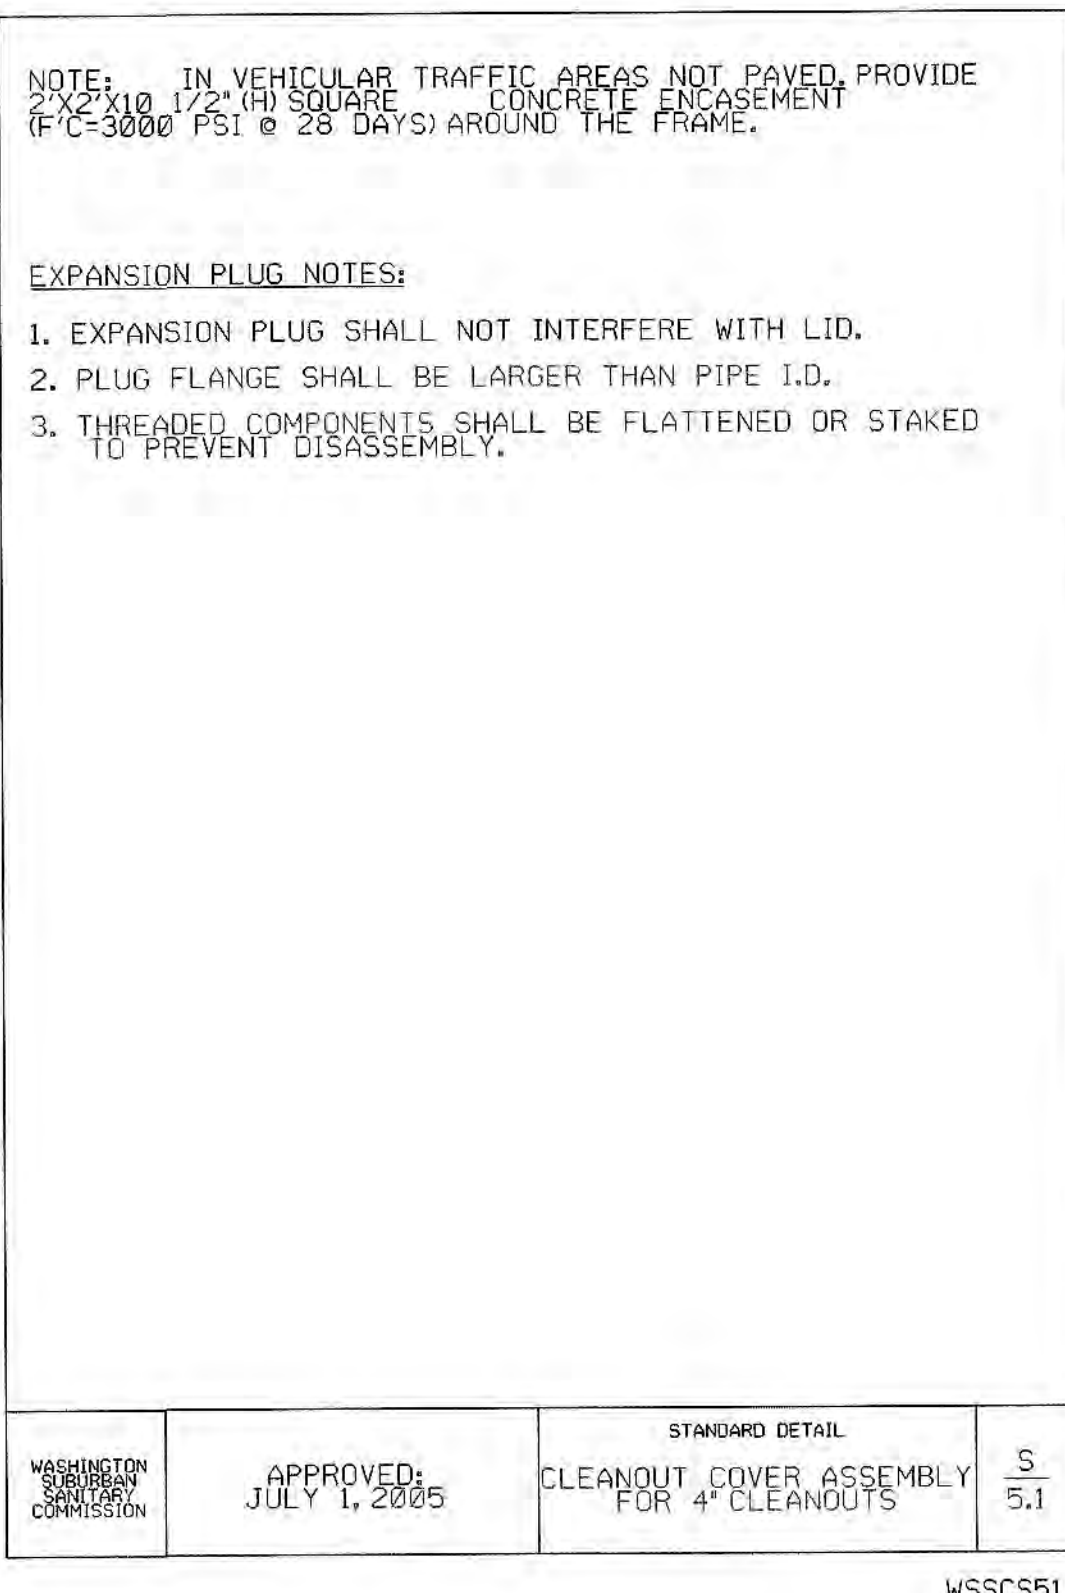 NOTE: IN VEHICULAR TRAFFIC AREAS NOT PAVED. PROVIDE
2'X2'X10 1/2" (H) SQUARE CONCRETE ENCASEMENT
(F'C=3000 PSI @ 28 DAYS) AROUND THE FRAME.
EXPANSION PLUG NOTES:
1. EXPANSION PLUG SHALL NOT INTERFERE WITH LID.
2. PLUG FLANGE SHALL BE LARGER THAN PIPE I.D.
3. THREADED COMPONENTS SHALL BE FLATTENED OR STAKED
TO PREVENT DISASSEMBLY.
WASHINGTON
SUBURBAN
SANITARY
COMMISSION
APPROVED:
JULY 1, 2005
STANDARD DETAIL
CLEANOUT COVER ASSEMBLY
FOR 4" CLEANOUTS
S
5.1
WSSCS51